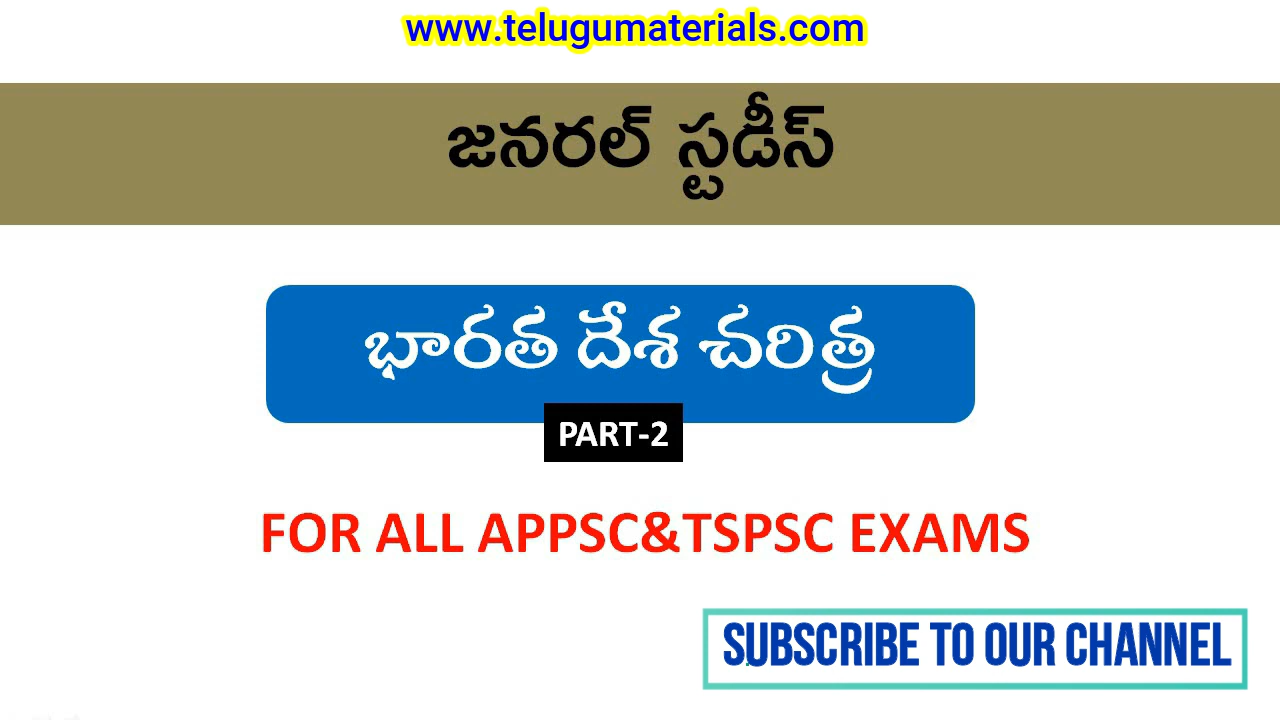 www.telugumaterials.com
జనరల్ స్టడీస్
భారత దేశ చరిత్ర
PART-2
FOR ALL APPSC&TSPSC EXAMS
SUBSCRIBE TO OUR CHANNEL